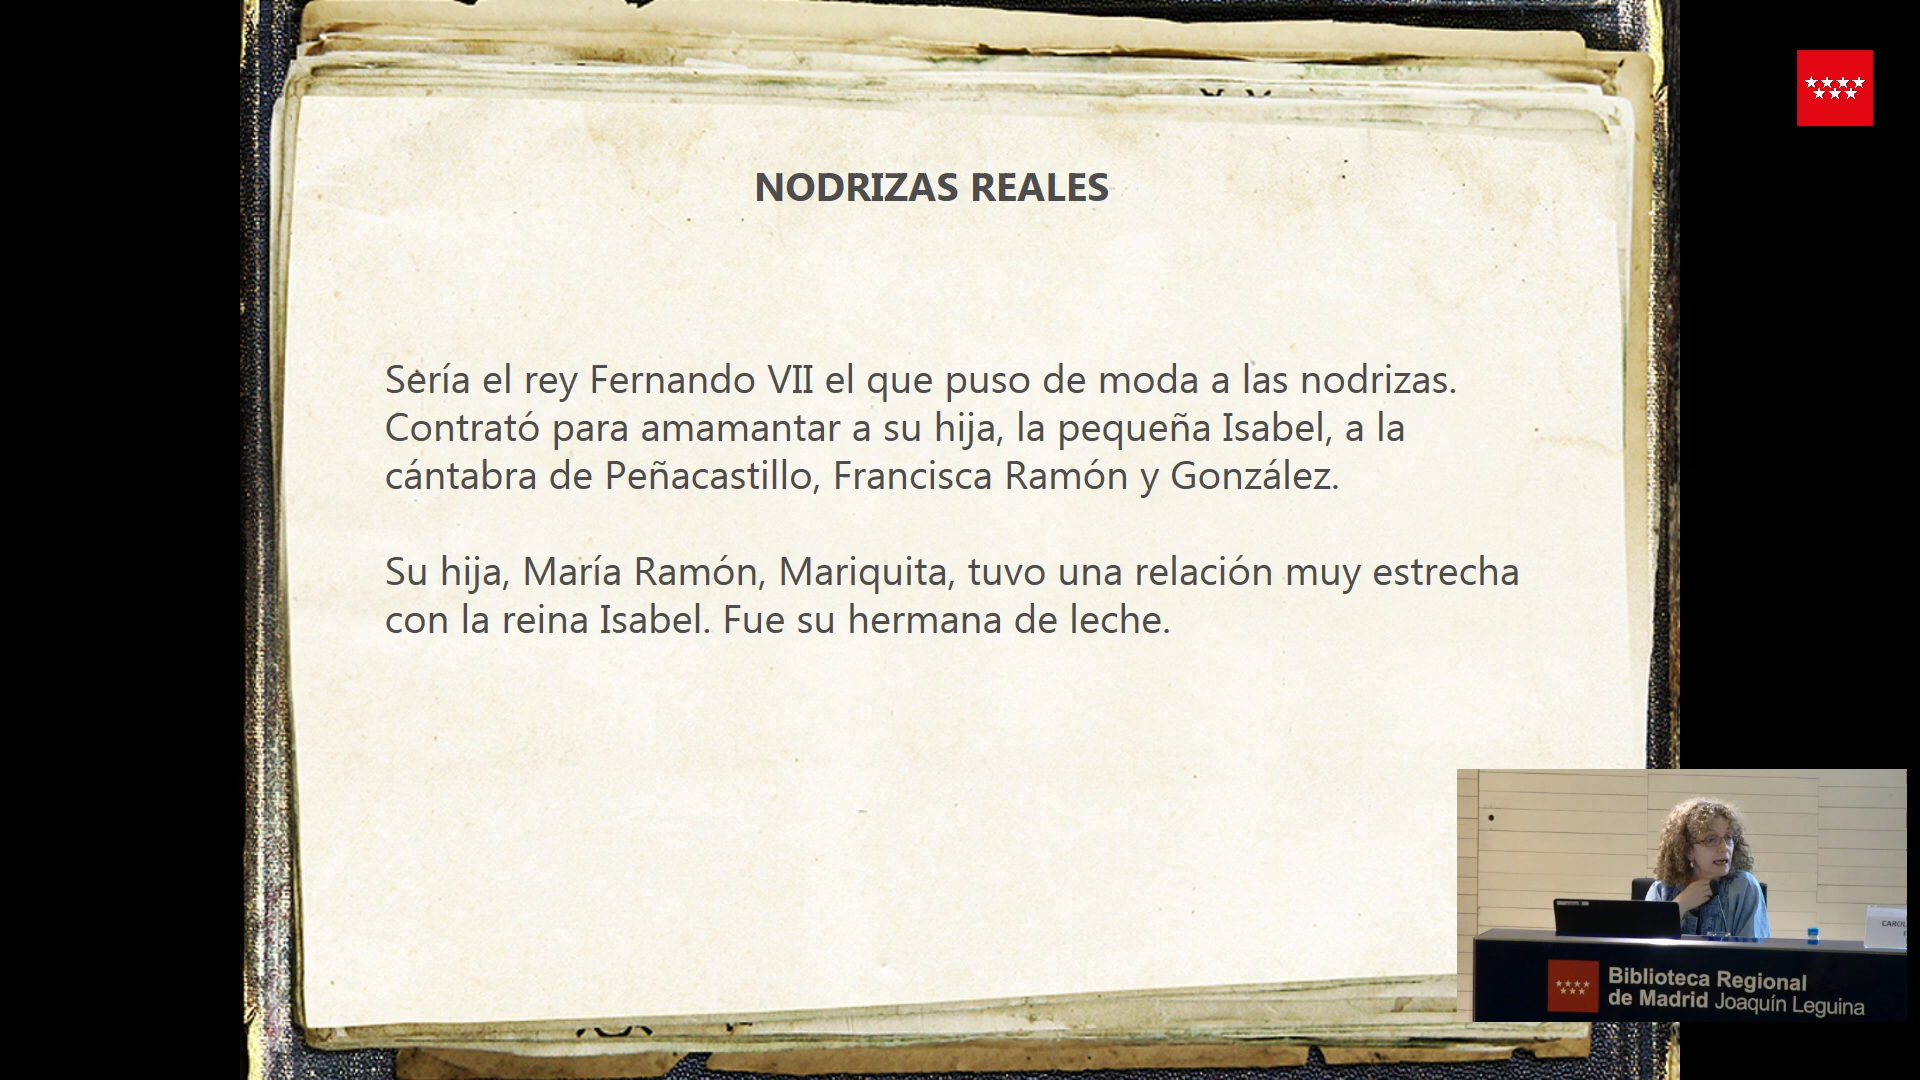 NODRIZAS REALES
Sería el rey Fernando VII el que puso de moda a las nodrizas.
Contrató para amamantar a su hija, la pequeña Isabel, a la
cántabra de Peñacastillo, Francisca Ramón y González.
Su hija, María Ramón, Mariquita, tuvo una relación muy estrecha
con la reina Isabel. Fue su hermana de leche.
Biblioteca Regional
de Madrid Joaquín Leguina